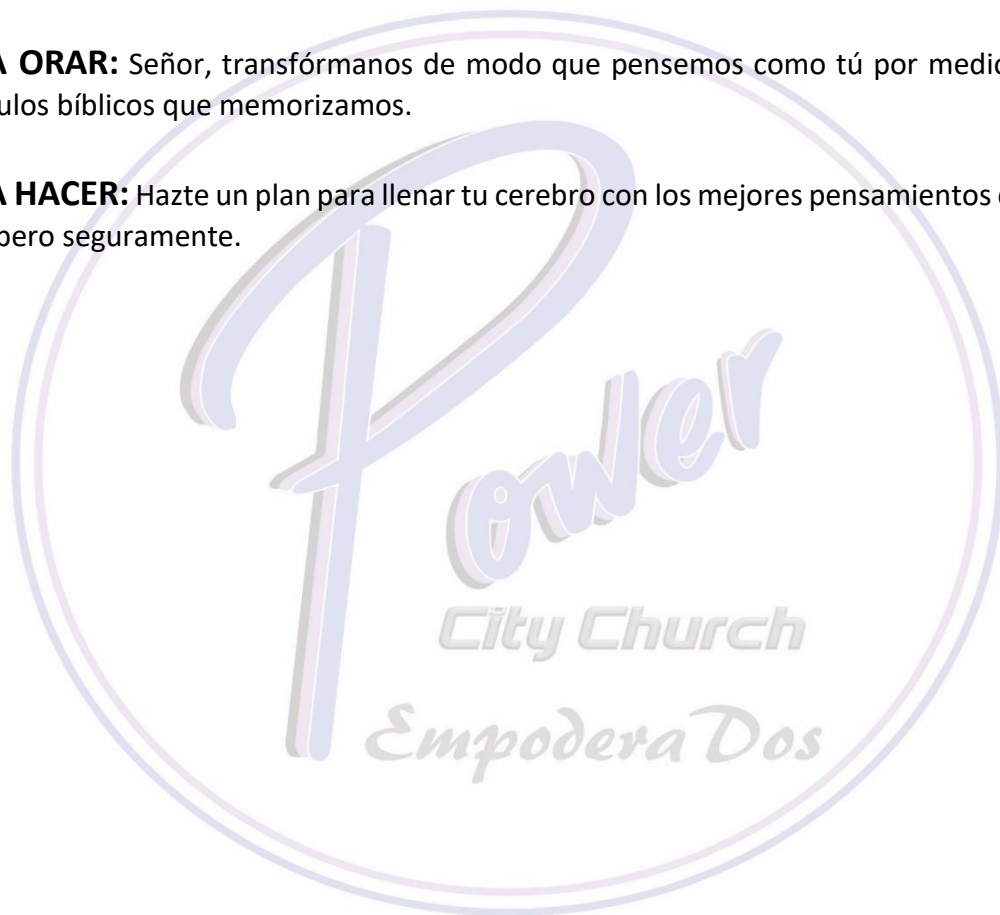 A ORAR: Señor, transfórmanos de modo que pensemos como tú por medio
ulos bíblicos que memorizamos.
A HACER: Hazte un plan para llenar tu cerebro con los mejores pensamientos
pero seguramente.
Power
City Church
EmpoderaDos